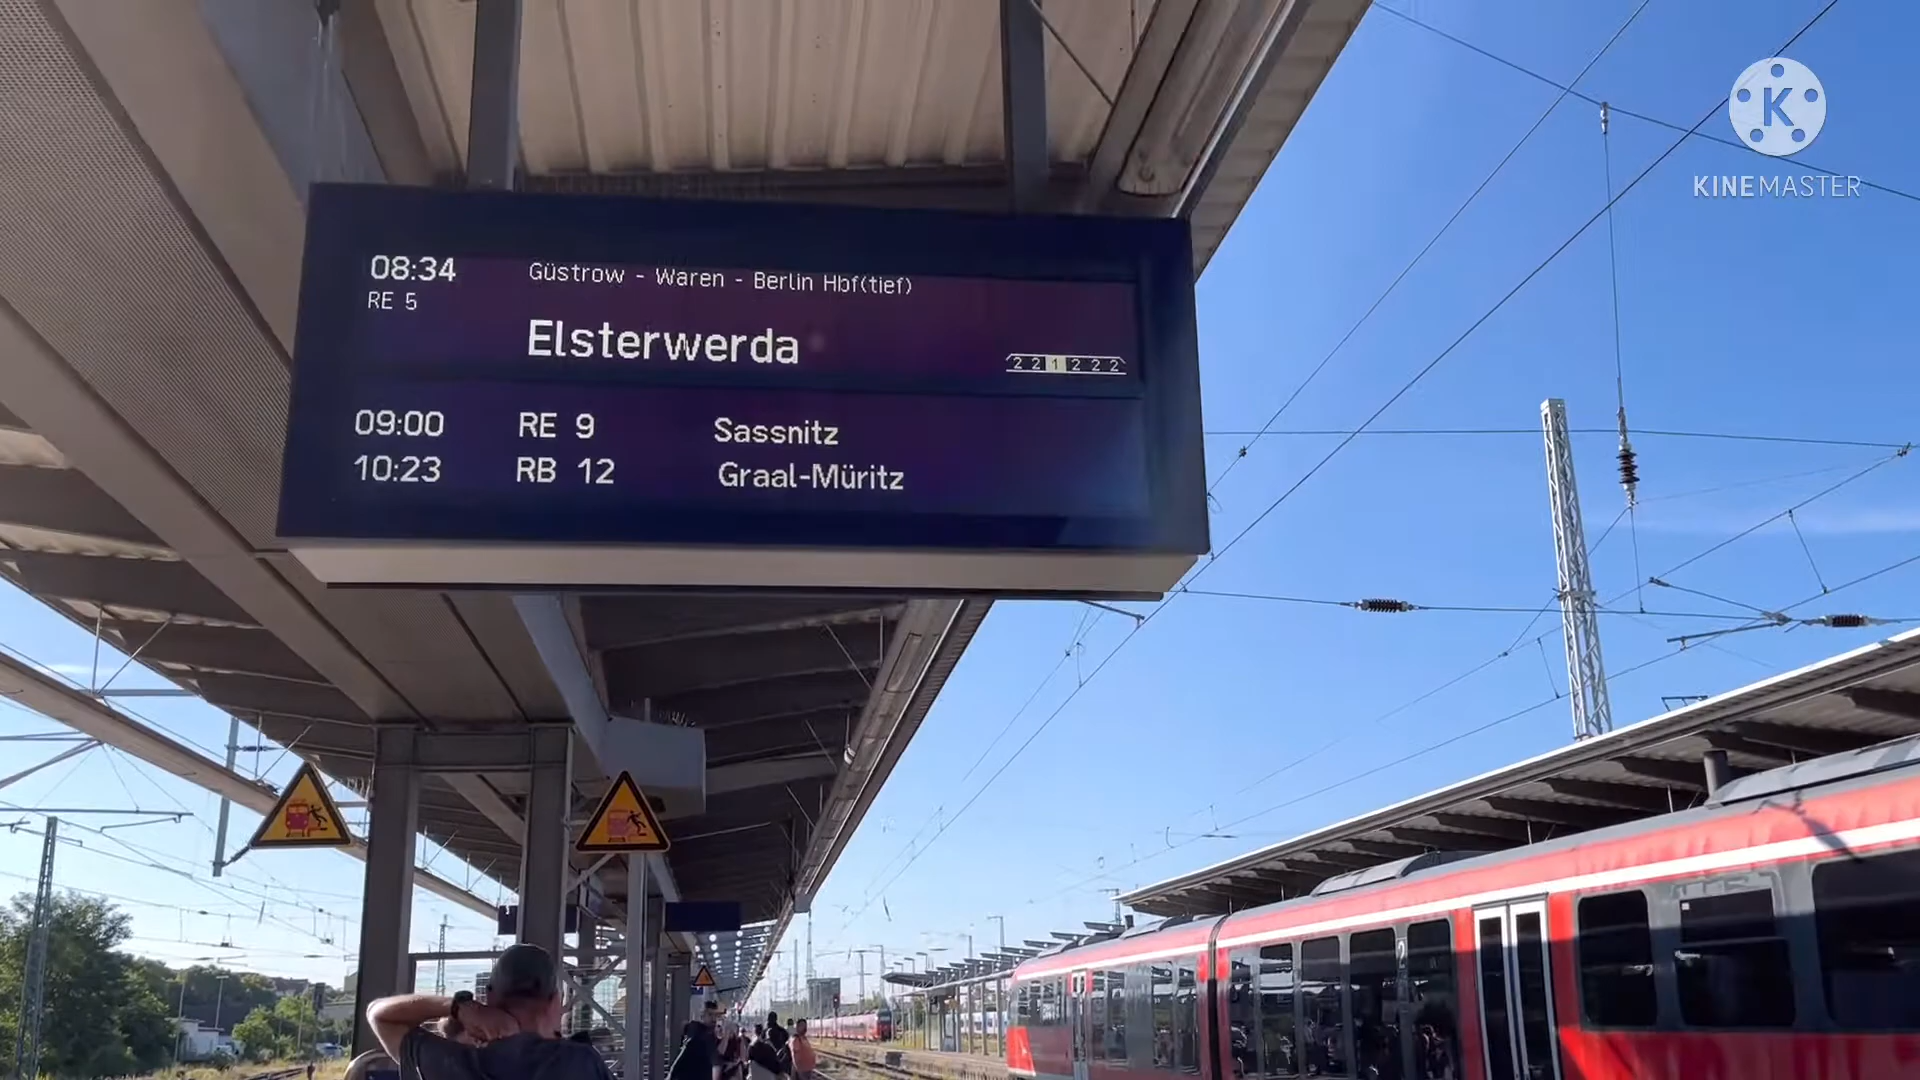 08:34
RE 5
Güstrow - Waren - Berlin Hbf(tief)
Elsterwerda
2 2 1 2 2 2
09:00 RE 9 Sassnitz
10:23 RB 12 Graal-Müritz
K
KINEMASTER
2